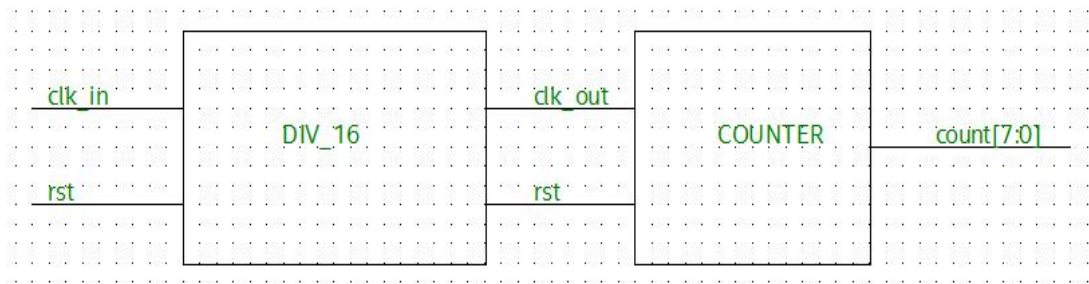 clk_in
clk_out
DIV_16
COUNTER
count[7:0]
rst
rst